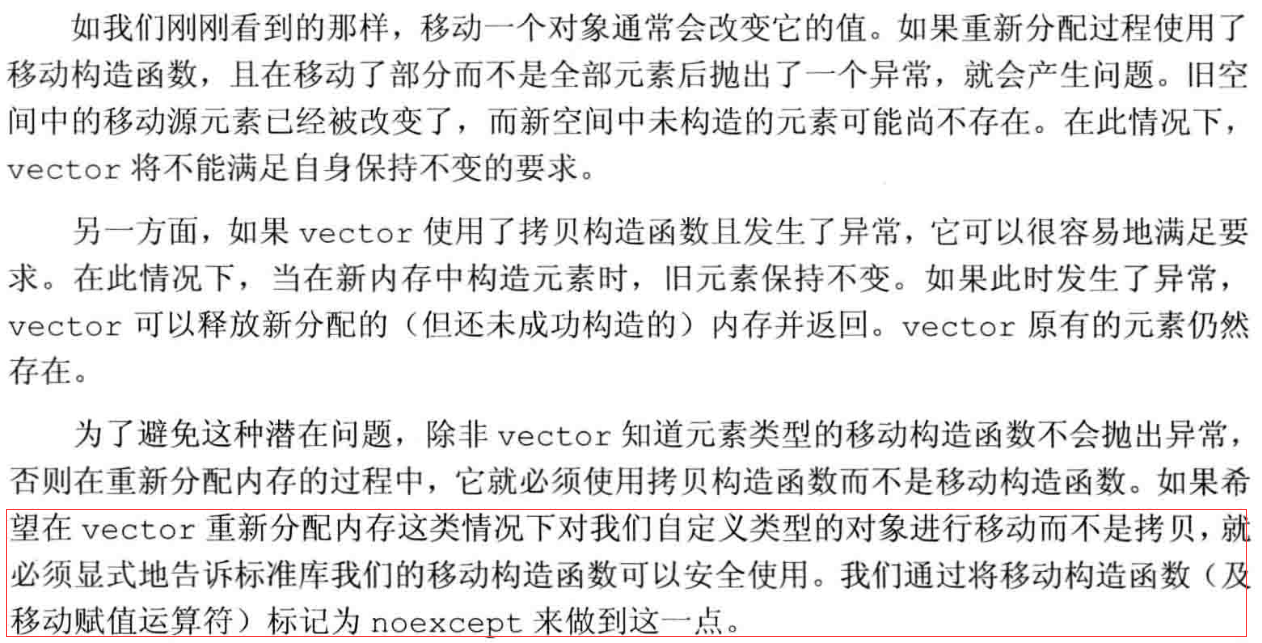 如我们刚刚看到的那样，移动一个对象通常会改变它的值。如果重新分配过程使用了
移动构造函数，且在移动了部分而不是全部元素后抛出了一个异常，就会产生问题。旧空
间中的移动源元素已经被改变了，而新空间中未构造的元素可能尚不存在。在此情况下，
vector 将不能满足自身保持不变的要求。
另一方面，如果 vector 使用了拷贝构造函数且发生了异常，它可以很容易地满足要
求。在此情况下，当在新内存中构造元素时，旧元素保持不变。如果此时发生了异常，
vector 可以释放新分配的（但还未成功构造的）内存并返回。vector 原有的元素仍然
存在。
为了避免这种潜在问题，除非 vector 知道元素类型的移动构造函数不会抛出异常，
否则在重新分配内存的过程中，它就必须使用拷贝构造函数而不是移动构造函数。如果希
望在 vector 重新分配内存这类情况下对我们自定义类型的对象进行移动而不是拷贝，就
必须显式地告诉标准库我们的移动构造函数可以安全使用。我们通过将移动构造函数（及
移动赋值运算符）标记为 noexcept 来做到这一点。